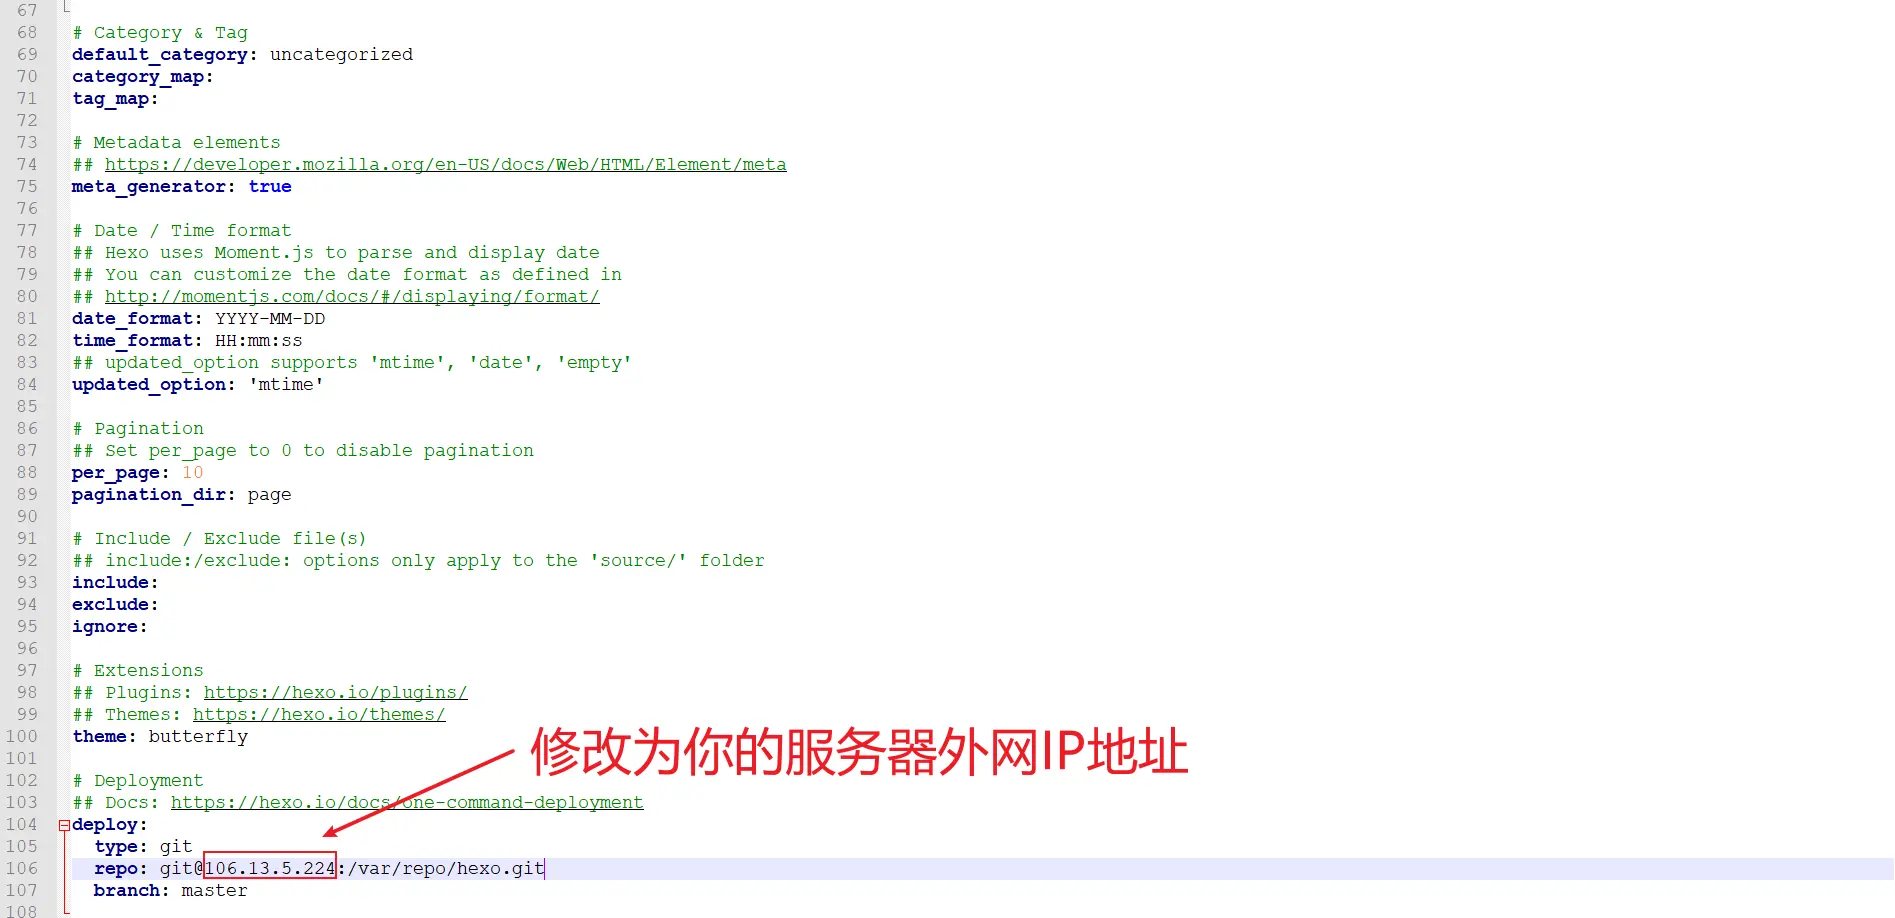 67
68 # Category & Tag
69 default_category: uncategorized
70 category_map:
71 tag_map:
72
73 # Metadata elements
74 ## https://developer.mozilla.org/en-US/docs/Web/HTML/Element/meta
75 meta_generator: true
76
77 # Date / Time format
78 ## Hexo uses Moment.js to parse and display date
79 ## You can customize the date format as defined in
80 ## http://momentjs.com/docs/#/displaying/format/
81 date_format: YYYY-MM-DD
82 time_format: HH:mm:ss
83 ## updated_option supports 'mtime', 'date', 'empty'
84 updated_option: 'mtime'
85
86 # Pagination
87 ## Set per_page to 0 to disable pagination
88 per_page: 10
89 pagination_dir: page
90
91 # Include / Exclude file(s)
92 ## include:/exclude: options only apply to the 'source/' folder
93 include:
94 exclude:
95 ignore:
96
97 # Extensions
98 ## Plugins: https://hexo.io/plugins/
99 ## Themes: https://hexo.io/themes/
100 theme: butterfly
修改为你的服务器外网IP地址
101
102 # Deployment
103 ## Docs: https://hexo.io/docs/one-command-deployment
104 deploy:
105 type: git
106 repo: git@106.13.5.224:/var/repo/hexo.git
107 branch: master
108